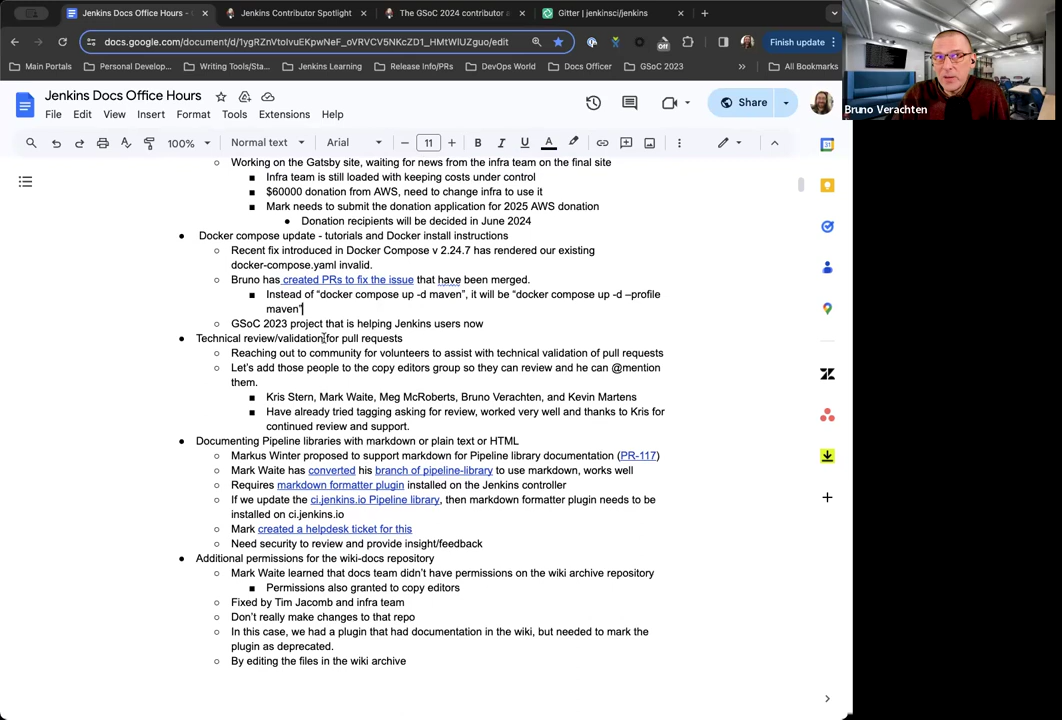 Jenkins Docs Office Hours -
Jenkins Contributor Spotlight
The GSoC 2024 contributor a
Gitter | jenkinsci/jenkins
docs.google.com/document/d/1ygRZnVtoIvuEKpwNeF_oVRVCV5NKcZD1_HMtWlUZguo/edit
Off
Finish update
Main Portals
Personal Develop...
Writing Tools/Sta...
Jenkins Learning
Release Info/PRs
DevOps World
Docs Officer
GSoC 2023
»
All Bookmarks
Bruno Verachten
Jenkins Docs Office Hours
File Edit View Insert Format Tools Extensions Help
Share
100% Normal text Arial 11 B I U A
Working on the Gatsby site, waiting for news from the infra team on the final site
Infra team is still loaded with keeping costs under control
$60000 donation from AWS, need to change infra to use it
Mark needs to submit the donation application for 2025 AWS donation
Donation recipients will be decided in June 2024
Docker compose update - tutorials and Docker install instructions
Recent fix introduced in Docker Compose v 2.24.7 has rendered our existing
docker-compose.yaml invalid.
Bruno has created PRs to fix the issue that have been merged.
Instead of “docker compose up -d maven”, it will be “docker compose up -d –profile
maven”
GSoC 2023 project that is helping Jenkins users now
Technical review/validation for pull requests
Reaching out to community for volunteers to assist with technical validation of pull requests
Let’s add those people to the copy editors group so they can review and he can @mention
them.
Kris Stern, Mark Waite, Meg McRoberts, Bruno Verachten, and Kevin Martens
Have already tried tagging asking for review, worked very well and thanks to Kris for
continued review and support.
Documenting Pipeline libraries with markdown or plain text or HTML
Markus Winter proposed to support markdown for Pipeline library documentation (PR-117)
Mark Waite has converted his branch of pipeline-library to use markdown, works well
Requires markdown formatter plugin installed on the Jenkins controller
If we update the ci.jenkins.io Pipeline library, then markdown formatter plugin needs to be
installed on ci.jenkins.io
Mark created a helpdesk ticket for this
Need security to review and provide insight/feedback
Additional permissions for the wiki-docs repository
Mark Waite learned that docs team didn’t have permissions on the wiki archive repository
Permissions also granted to copy editors
Fixed by Tim Jacomb and infra team
Don’t really make changes to that repo
In this case, we had a plugin that had documentation in the wiki, but needed to mark the
plugin as deprecated.
By editing the files in the wiki archive